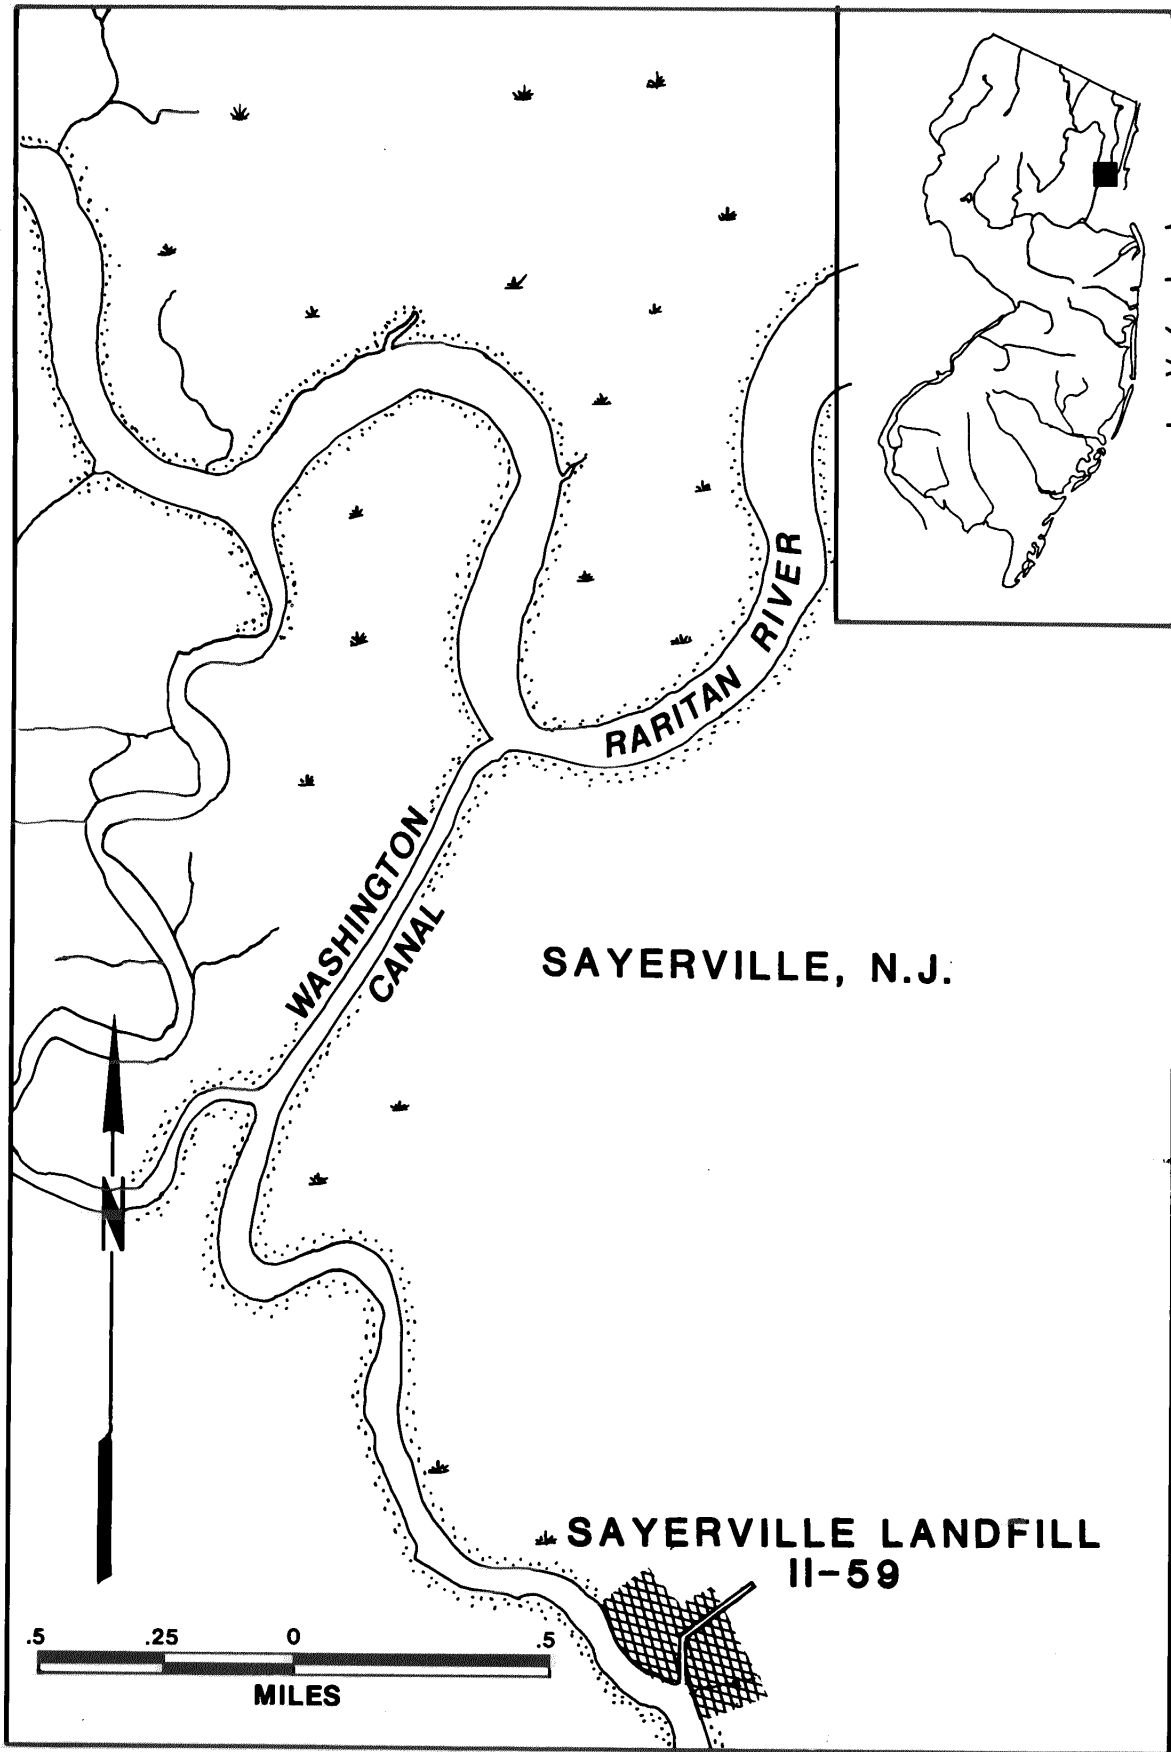 RARITAN RIVER
WASHINGTON
CANAL
SAYERVILLE, N.J.
N
SAYERVILLE LANDFILL
II-59
.5 .25 0 .5
MILES